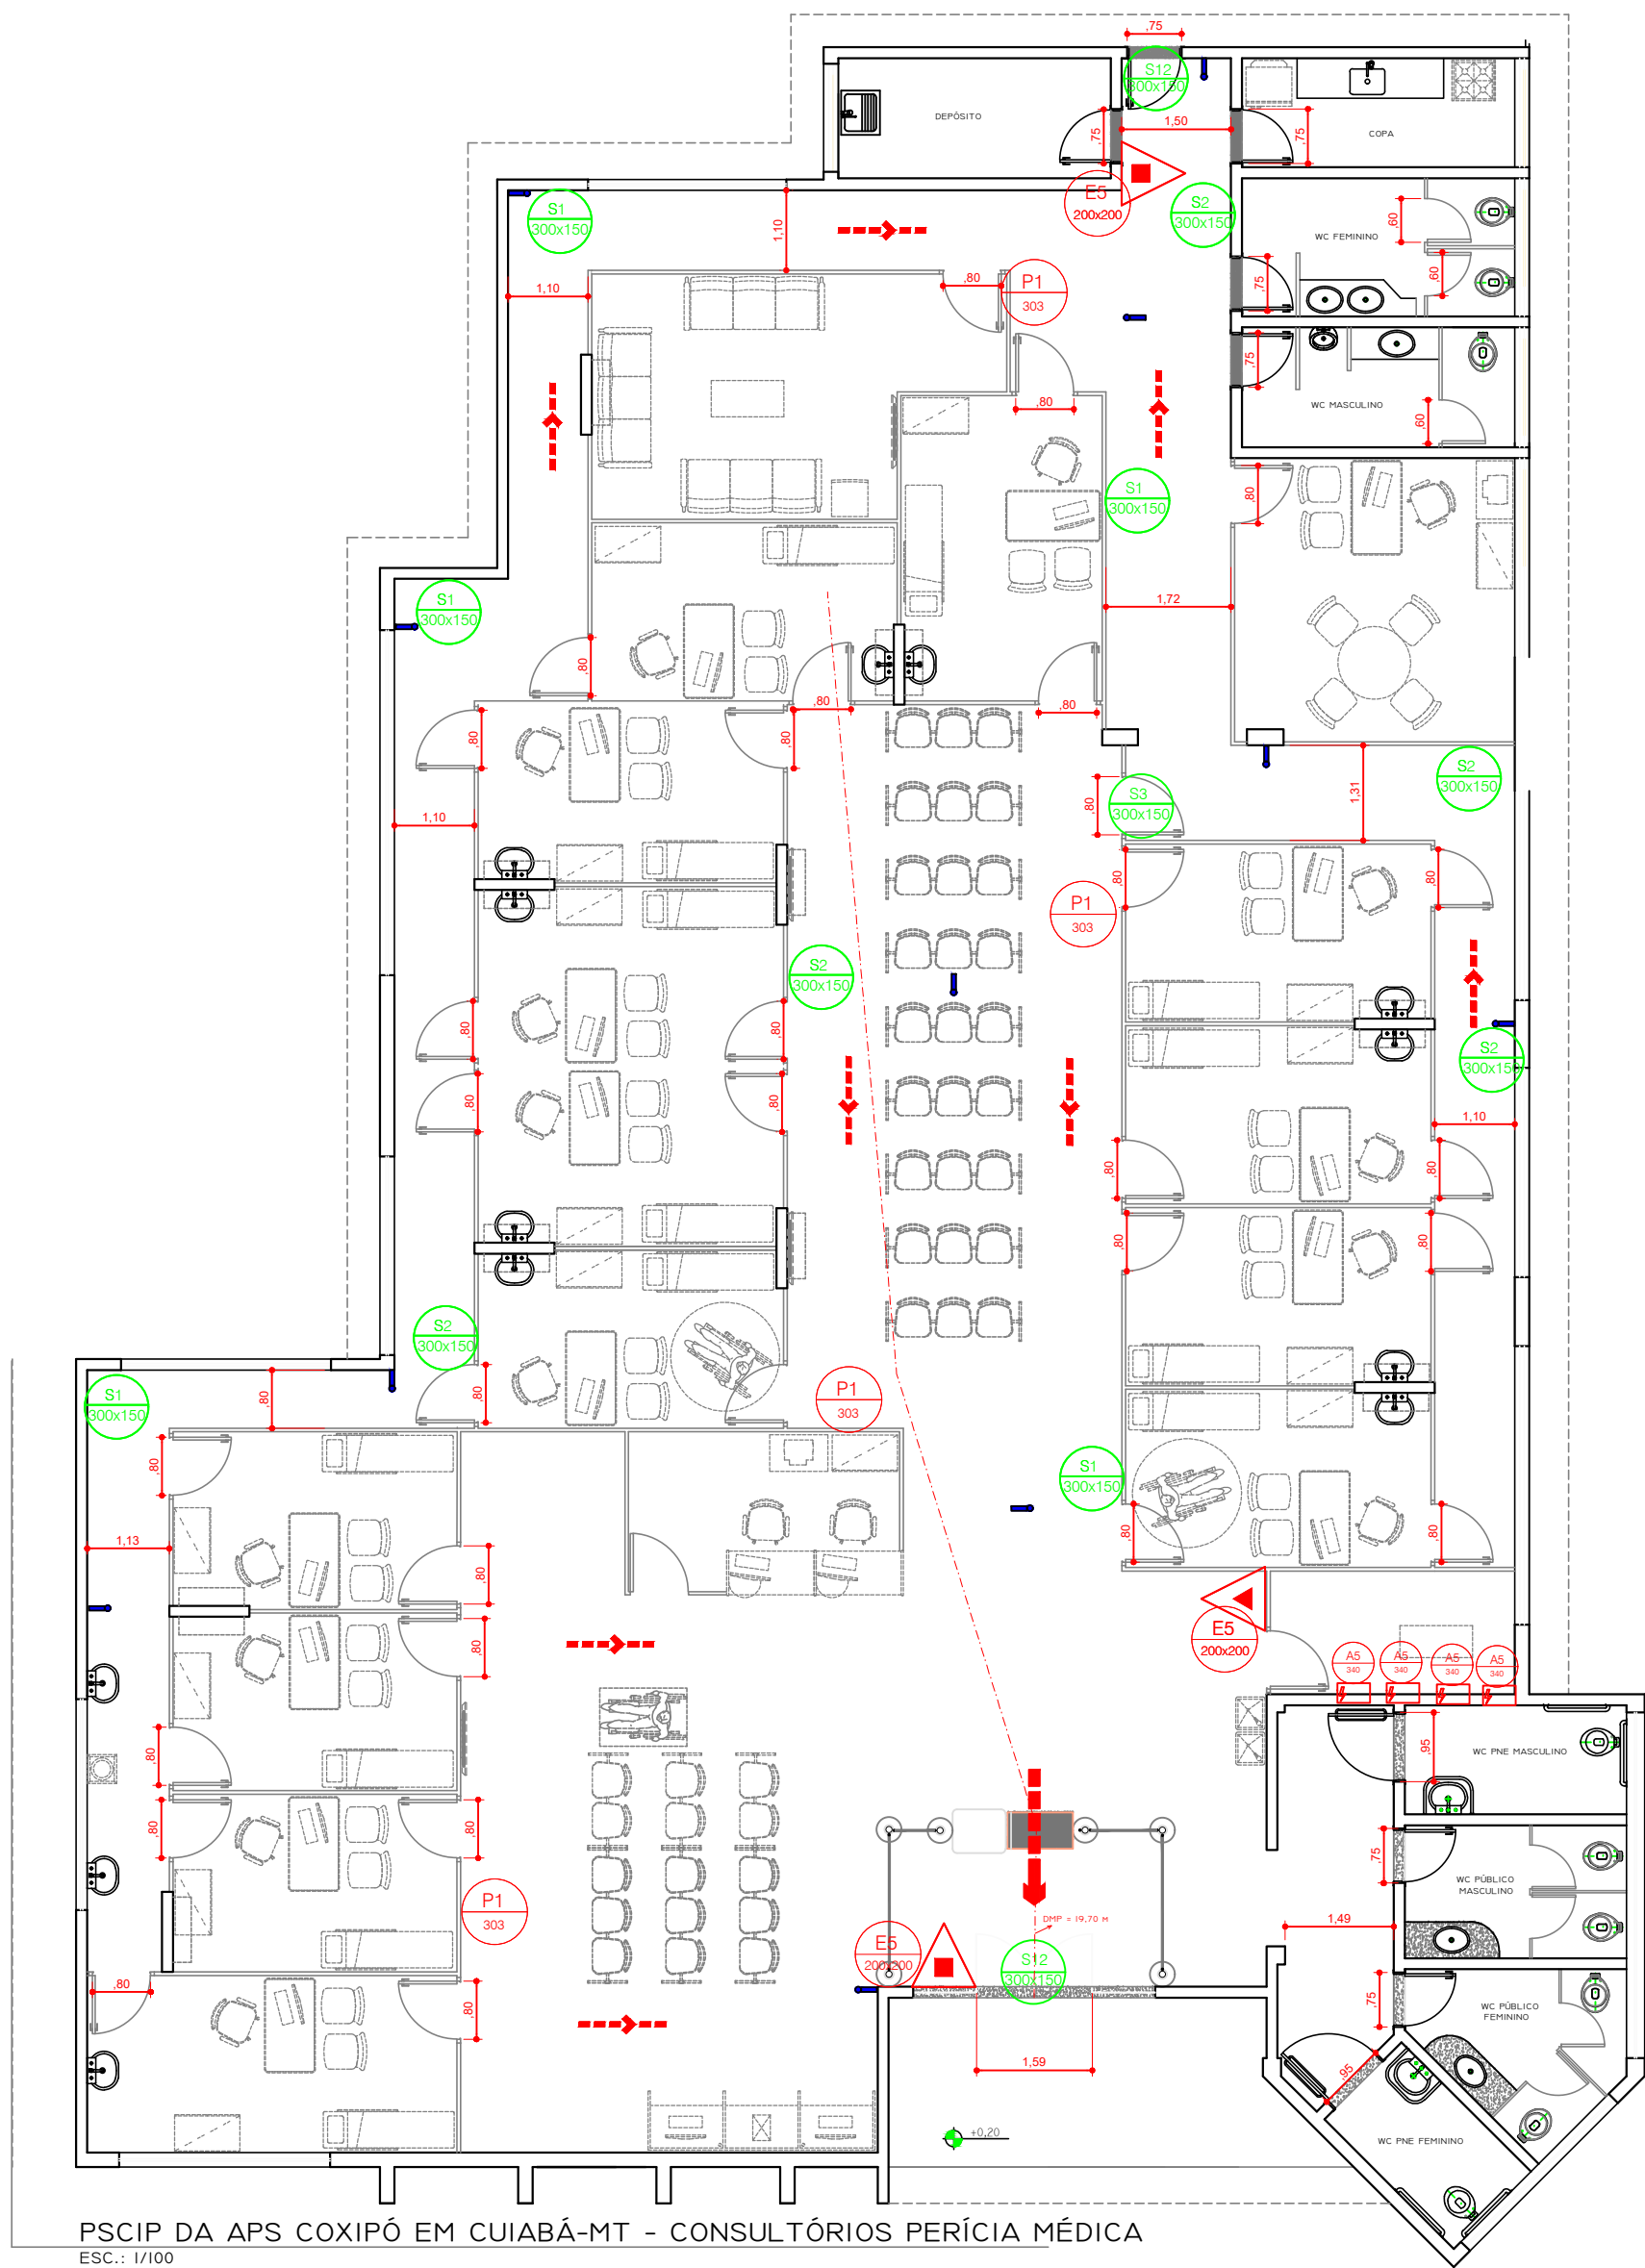 ,75
S12
300x150
DEPÓSITO
,75
1,50
,75
COPA
E5
200x200
S1
300x150
S2
300x150
1,10
,60
WC FEMININO
,75
,60
1,10
,80
P1
303
,75
,80
WC MASCULINO
,60
,80
S1
300x150
S1
300x150
1,72
,80
,80
,80
,80
,80
S3
300x150
,80
1,31
S2
300x150
1,10
,80
,80
P1
303
S2
300x150
,80
,80
S2
300x150
,80
,80
1,10
,80
,80
,80
,80
S2
300x150
S1
300x150
,80
,80
P1
303
,80
S1
300x150
1,13
,80
,80
,80
,80
E5
200x200
A5
340
A5
340
A5
340
A5
340
,80
,95
WC PNE MASCULINO
,80
,80
,75
WC PÚBLICO
MASCULINO
P1
303
DMP = 19,70 M
1,49
E5
200x200
S12
300x150
,80
,80
,75
WC PÚBLICO
FEMININO
1,59
,95
+0,20
WC PNE FEMININO
PSCIP DA APS COXIPÓ EM CUIABÁ-MT - CONSULTÓRIOS PERÍCIA MÉDICA
ESC.: 1/100